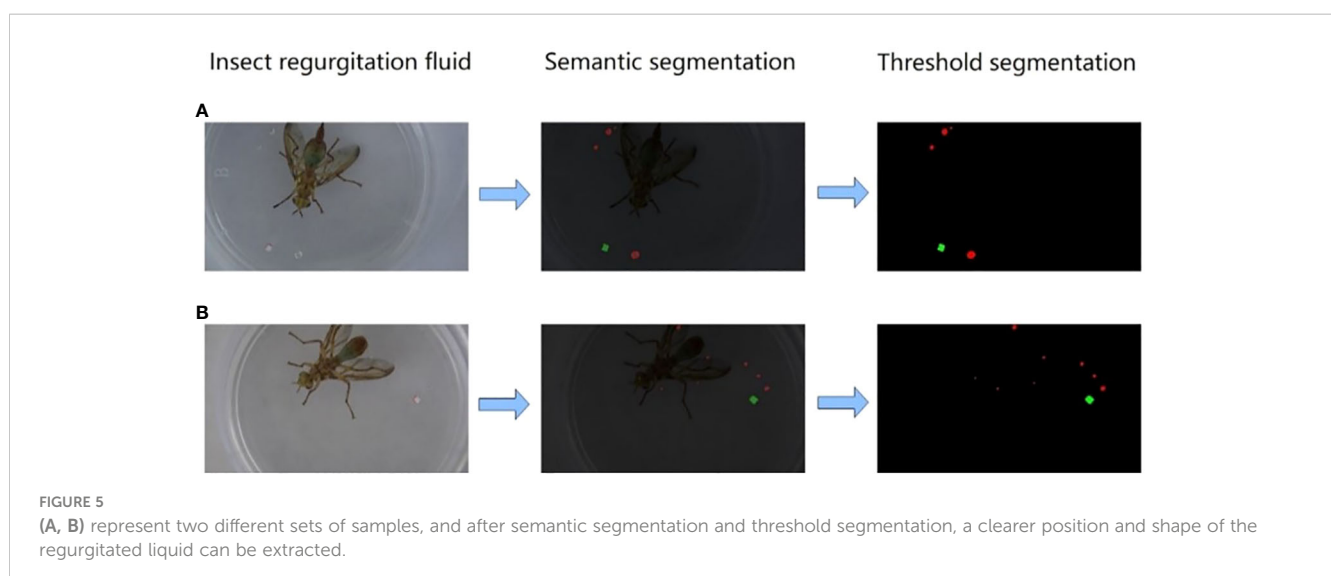 Insect regurgitation fluid
Semantic segmentation
Threshold segmentation
A
B
FIGURE 5
(A, B) represent two different sets of samples, and after semantic segmentation and threshold segmentation, a clearer position and shape of the
regurgitated liquid can be extracted.